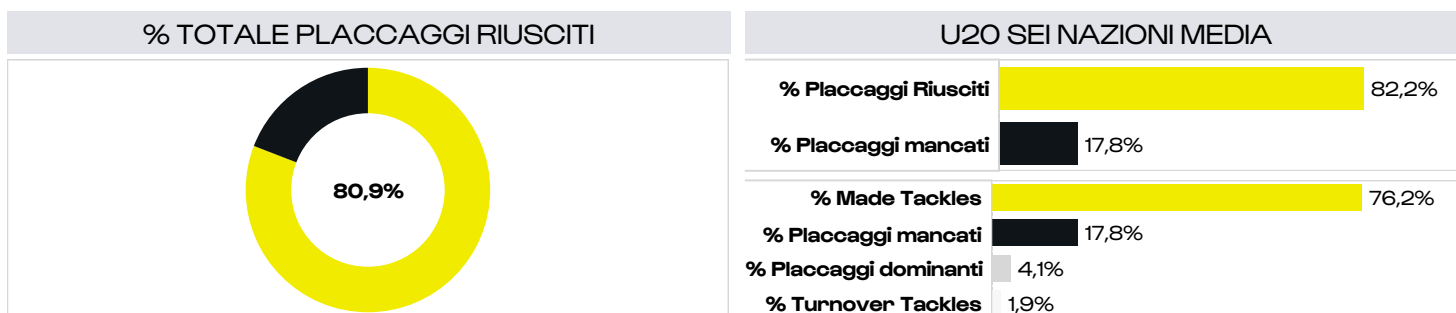 % TOTALE PLACCAGGI RIUSCITI
80,9%
U20 SEI NAZIONI MEDIA
% Placcaggi Riusciti 82,2%
% Placcaggi mancati 17,8%
% Made Tackles 76,2%
% Placcaggi mancati 17,8%
% Placcaggi dominanti 4,1%
% Turnover Tackles 1,9%